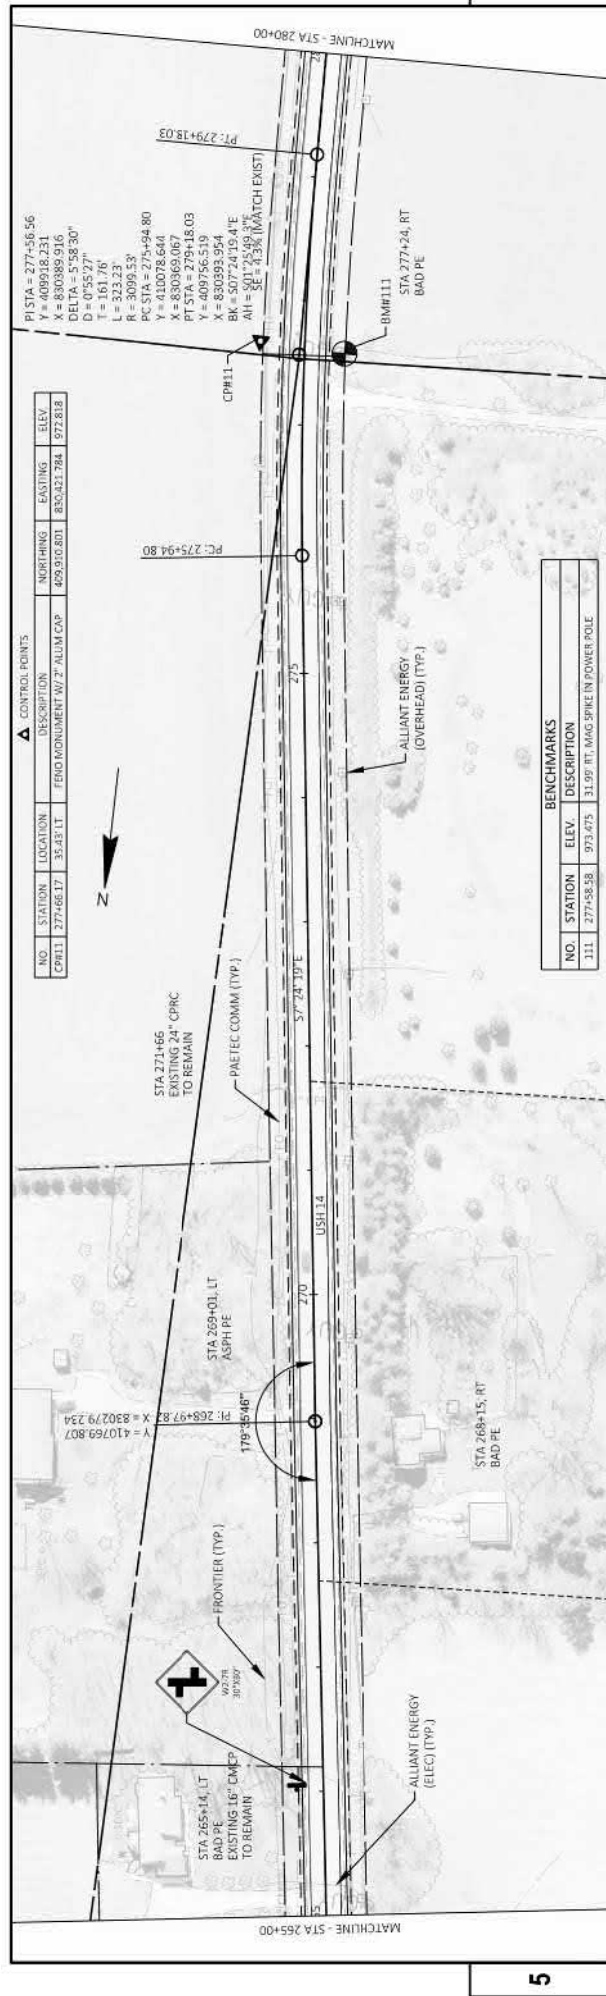 MATCHLINE - STA 265+00
STA 265+14, LT
BAD PE
EXISTING 16" CMCP
TO REMAIN
W2-7R
30"X30"
FRONTIER (TYP.)
ALLIANT ENERGY
(ELEC) (TYP.)
Y = 410769.807
PI: 268+97.82 X = 830279.234
179°35'46"
STA 269+01, LT
ASPH PE
STA 268+15, RT
BAD PE
270
USH 14
STA 271+66
EXISTING 24" CPRC
TO REMAIN
PAETEC COMM (TYP.)
S7° 24' 19"E
N
CONTROL POINTS
NO. STATION LOCATION DESCRIPTION NORTHING EASTING ELEV.
CP#11 277+66.17 35.43' LT FENO MONUMENT W/ 2" ALUM CAP 409,910.801 830,421.784 972.818
275
ALLIANT ENERGY
(OVERHEAD) (TYP.)
PC: 275+94.80
BENCHMARKS
NO. STATION ELEV. DESCRIPTION
111 277+58.58 973.475 31.99' RT, MAG SPIKE IN POWER POLE
CP#11
BM#111
STA 277+24, RT
BAD PE
PI STA = 277+56.56
Y = 409918.231
X = 830389.916
DELTA = 5°58'30"
D = 0°55'27"
T = 161.76'
L = 323.23'
R = 3099.53'
PC STA = 275+94.80
Y = 410078.644
X = 830369.067
PT STA = 279+18.03
Y = 409756.519
X = 830393.954
BK = S07°24'19.4"E
AH = S01°25'49.3"E
SE = 4.3% (MATCH EXIST)
PT: 279+18.03
MATCHLINE - STA 280+00
5